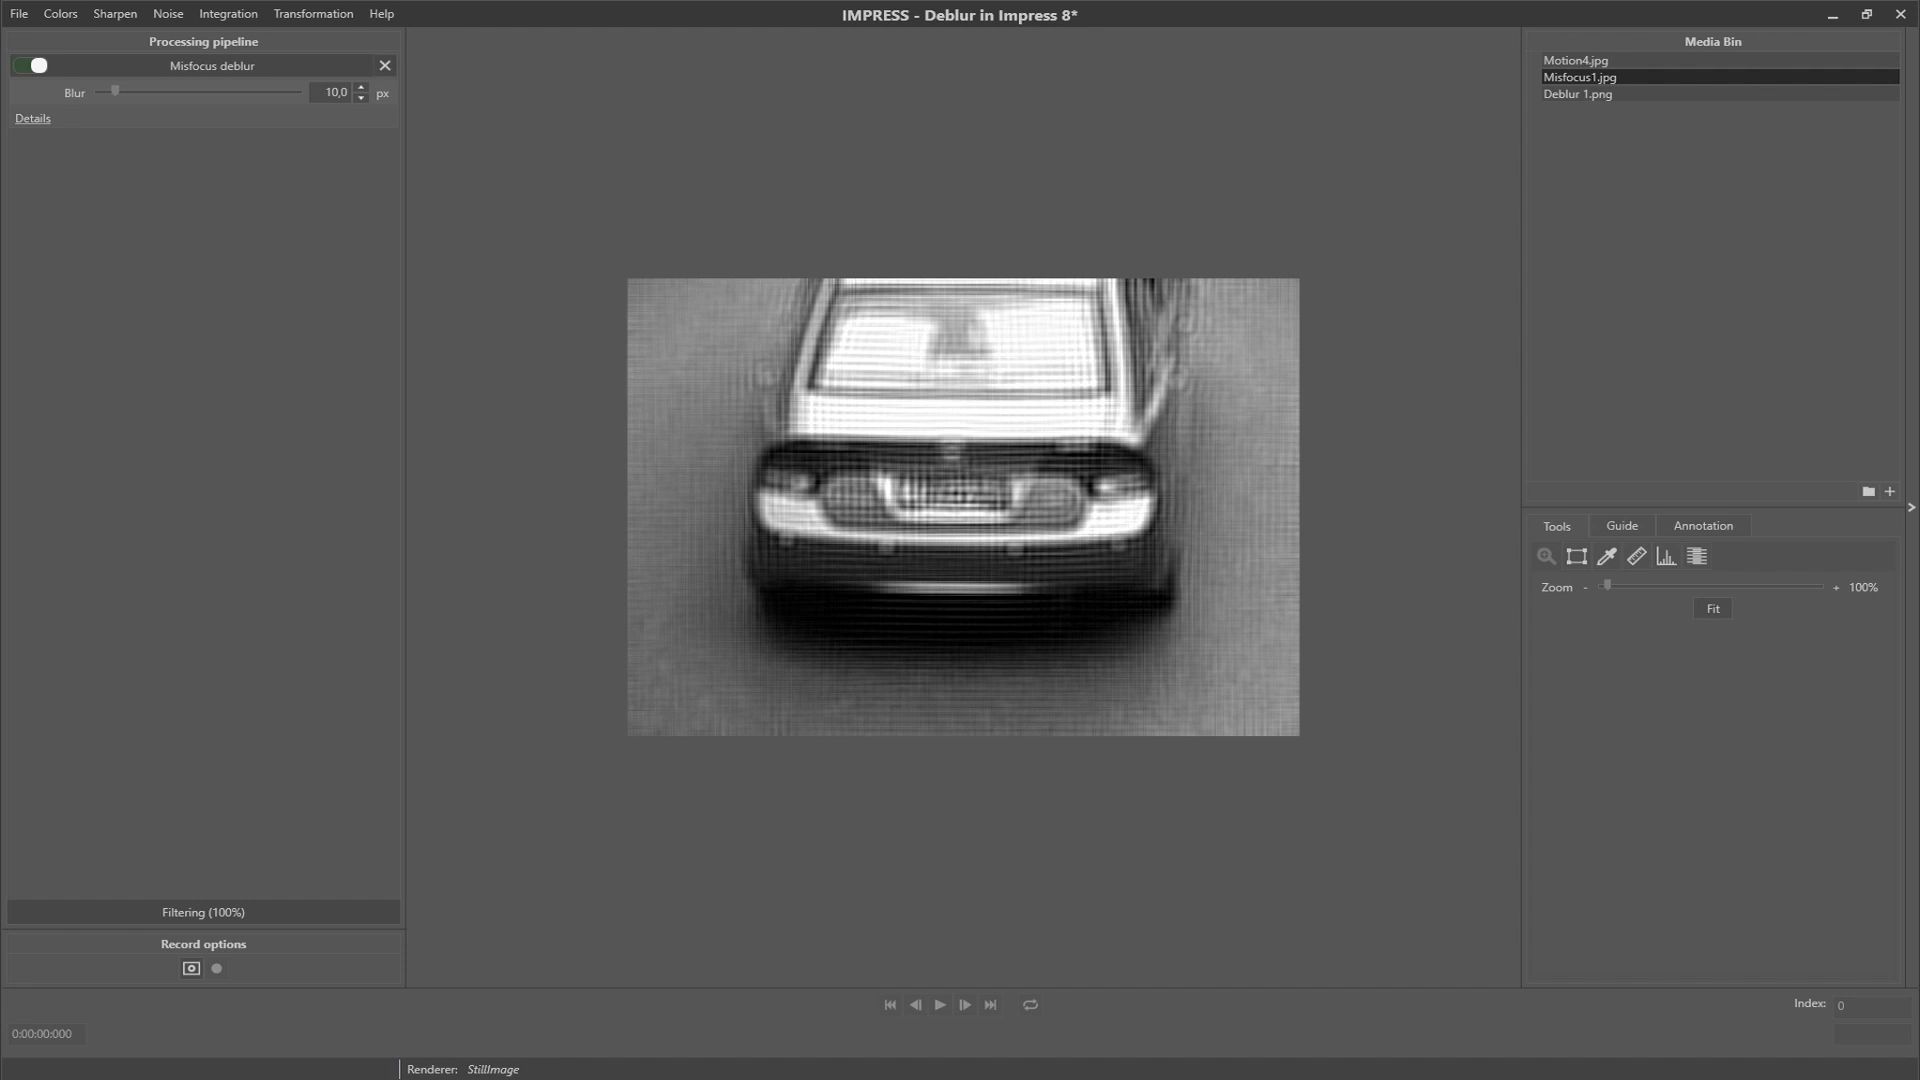 File Colors Sharpen Noise Integration Transformation Help
IMPRESS - Deblur in Impress 8*
Processing pipeline
Misfocus deblur
Blur 10,0 px
Details
Filtering (100%)
Record options
Media Bin
Motion4.jpg
Misfocus1.jpg
Deblur 1.png
Tools Guide Annotation
Zoom - + 100%
Fit
Index: 0
0:00:00:000
Renderer: StillImage